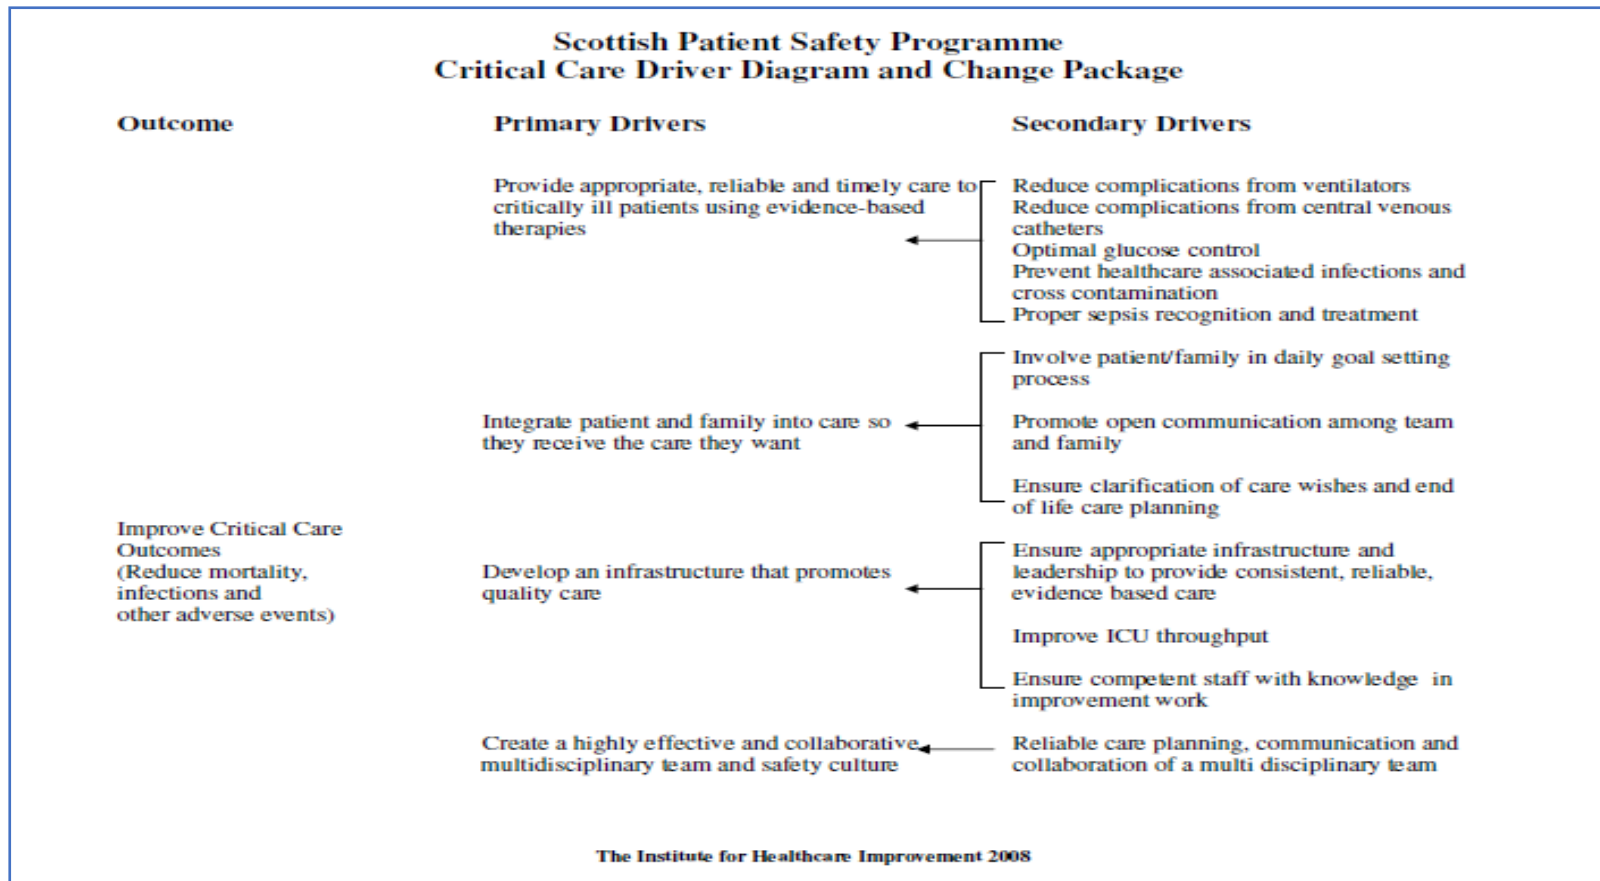 Scottish Patient Safety Programme
Critical Care Driver Diagram and Change Package
Outcome
Primary Drivers
Secondary Drivers
Provide appropriate, reliable and timely care to
critically ill patients using evidence-based
therapies
Reduce complications from ventilators
Reduce complications from central venous
catheters
Optimal glucose control
Prevent healthcare associated infections and
cross contamination
Proper sepsis recognition and treatment
Integrate patient and family into care so
they receive the care they want
Involve patient/family in daily goal setting
process
Promote open communication among team
and family
Ensure clarification of care wishes and end
of life care planning
Improve Critical Care
Outcomes
(Reduce mortality,
infections and
other adverse events)
Develop an infrastructure that promotes
quality care
Ensure appropriate infrastructure and
leadership to provide consistent, reliable,
evidence based care
Improve ICU throughput
Ensure competent staff with knowledge in
improvement work
Create a highly effective and collaborative
multidisciplinary team and safety culture
Reliable care planning, communication and
collaboration of a multi disciplinary team
The Institute for Healthcare Improvement 2008